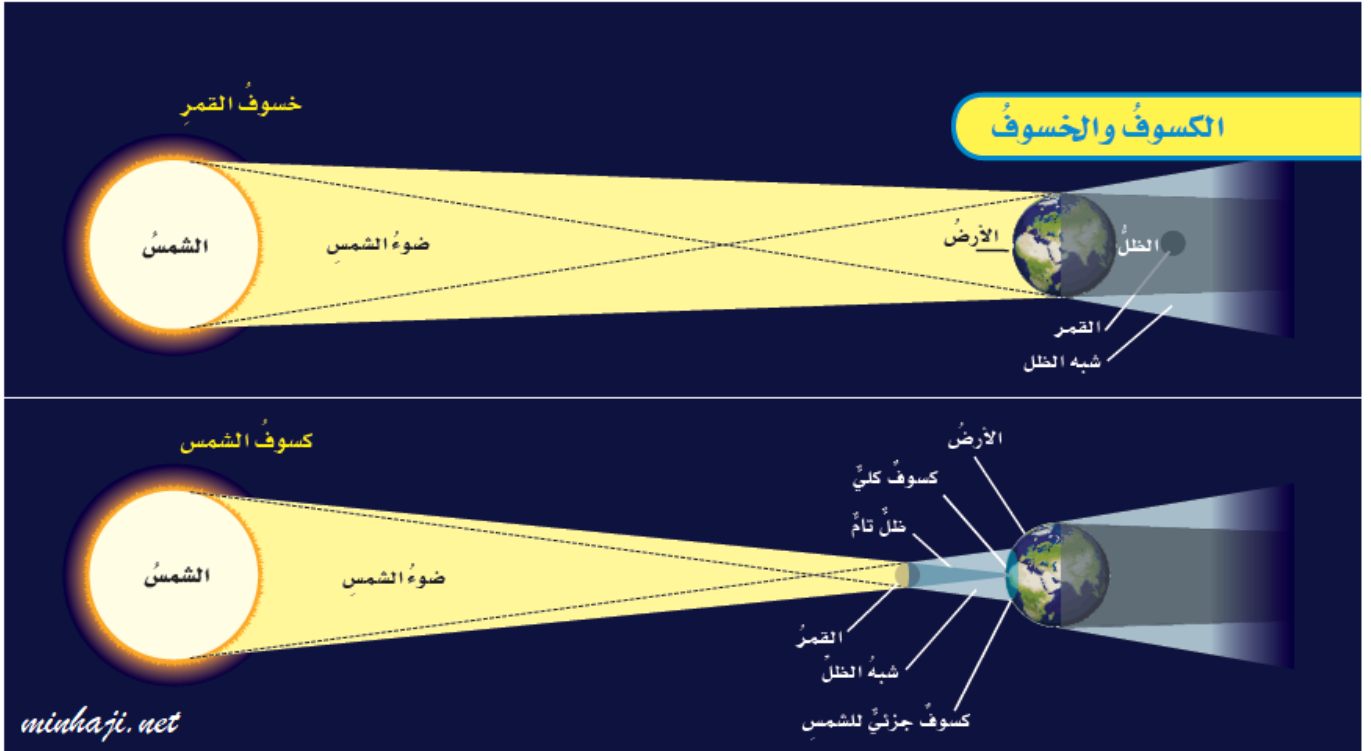 الكسوفُ والخسوفُ
خسوفُ القمرِ
الشمسُ
ضوءُ الشمسِ
الأرضُ
الظلُّ
القمر
شبه الظل
كسوفُ الشمس
الأرضُ
كسوفٌ كليٌّ
ظلٌّ تامٌّ
الشمسُ
ضوءُ الشمسِ
القمرُ
شبهُ الظلِّ
كسوفٌ جزئيٌّ للشمسِ
minhaji.net